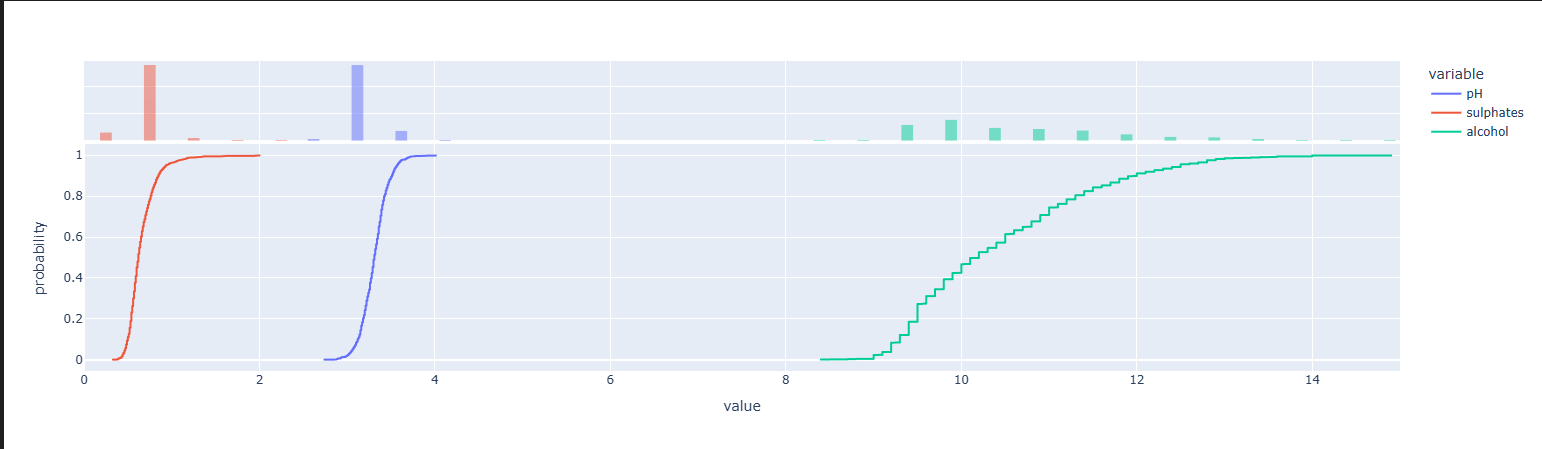 variable
pH
sulphates
alcohol
1
0.8
0.6
0.4
0.2
0
probability
0 2 4 6 8 10 12 14
value